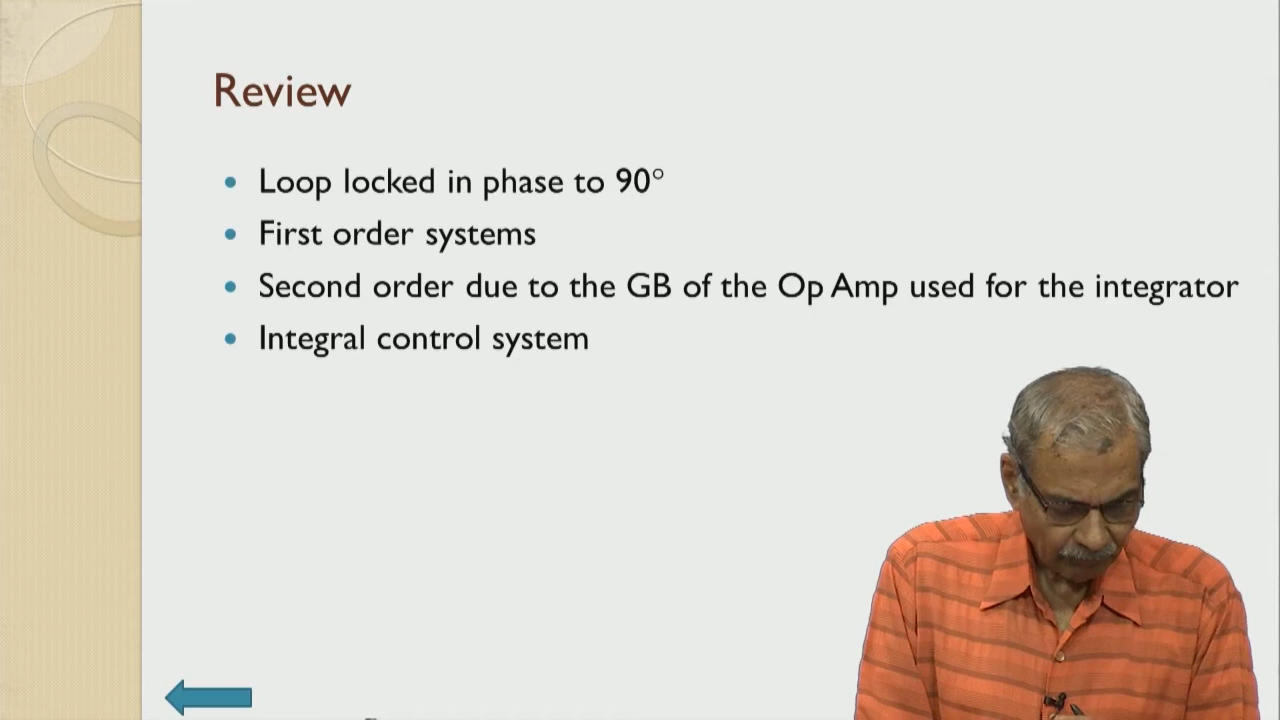 Review
Loop locked in phase to 90°
First order systems
Second order due to the GB of the Op Amp used for the integrator
Integral control system